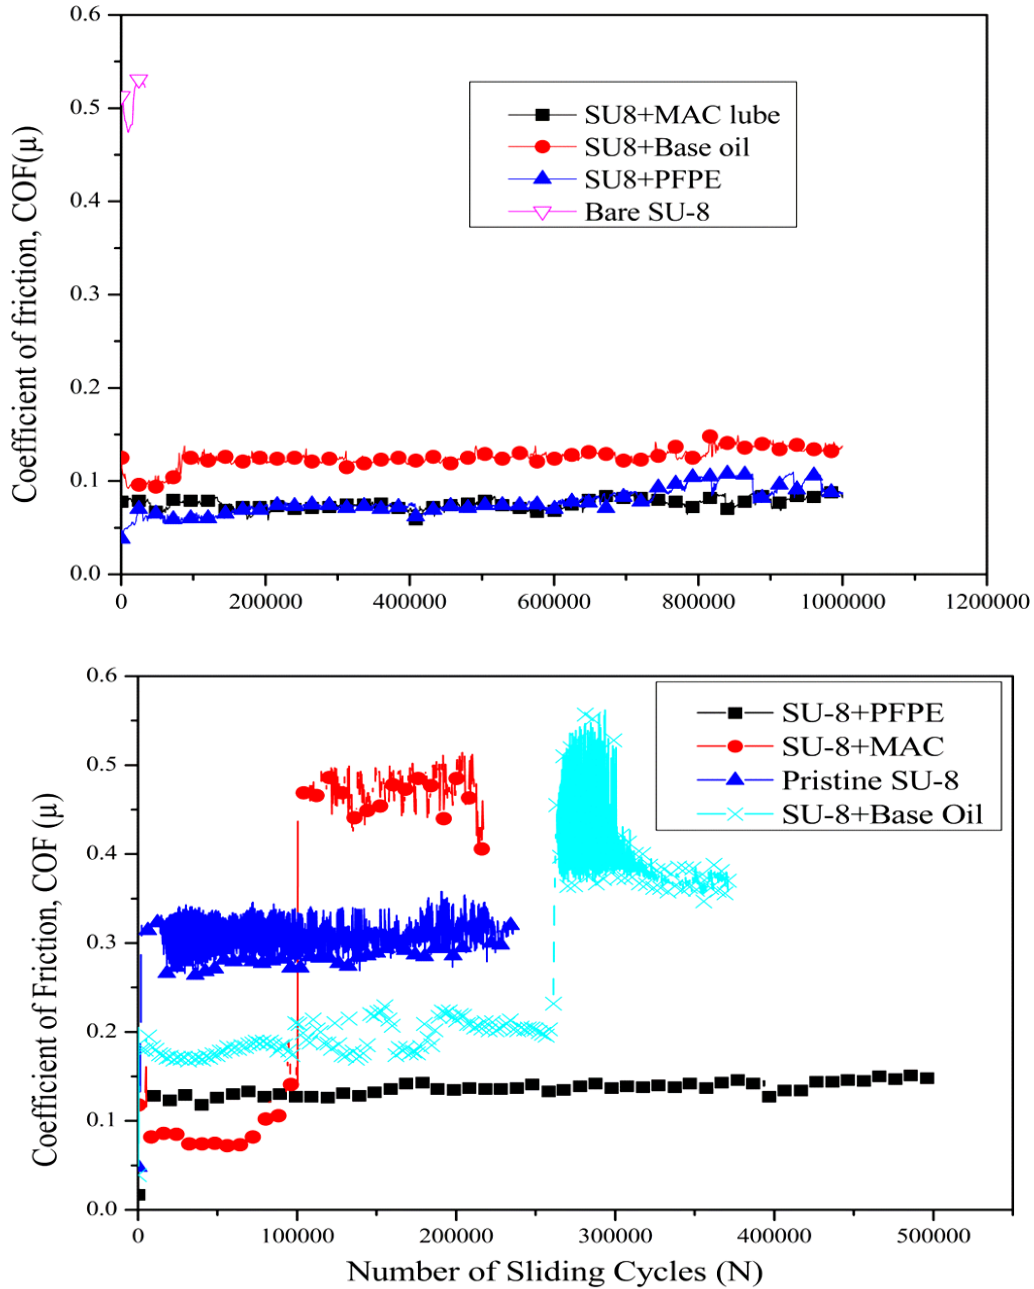 0.6
0.5
0.4
0.3
0.2
0.1
0.0
Coefficient of friction, COF(μ)
SU8+MAC lube
SU8+Base oil
SU8+PFPE
Bare SU-8
0 200000 400000 600000 800000 1000000 1200000
0.6
0.5
0.4
0.3
0.2
0.1
0.0
Coefficient of Friction, COF (μ)
SU-8+PFPE
SU-8+MAC
Pristine SU-8
SU-8+Base Oil
0 100000 200000 300000 400000 500000
Number of Sliding Cycles (N)